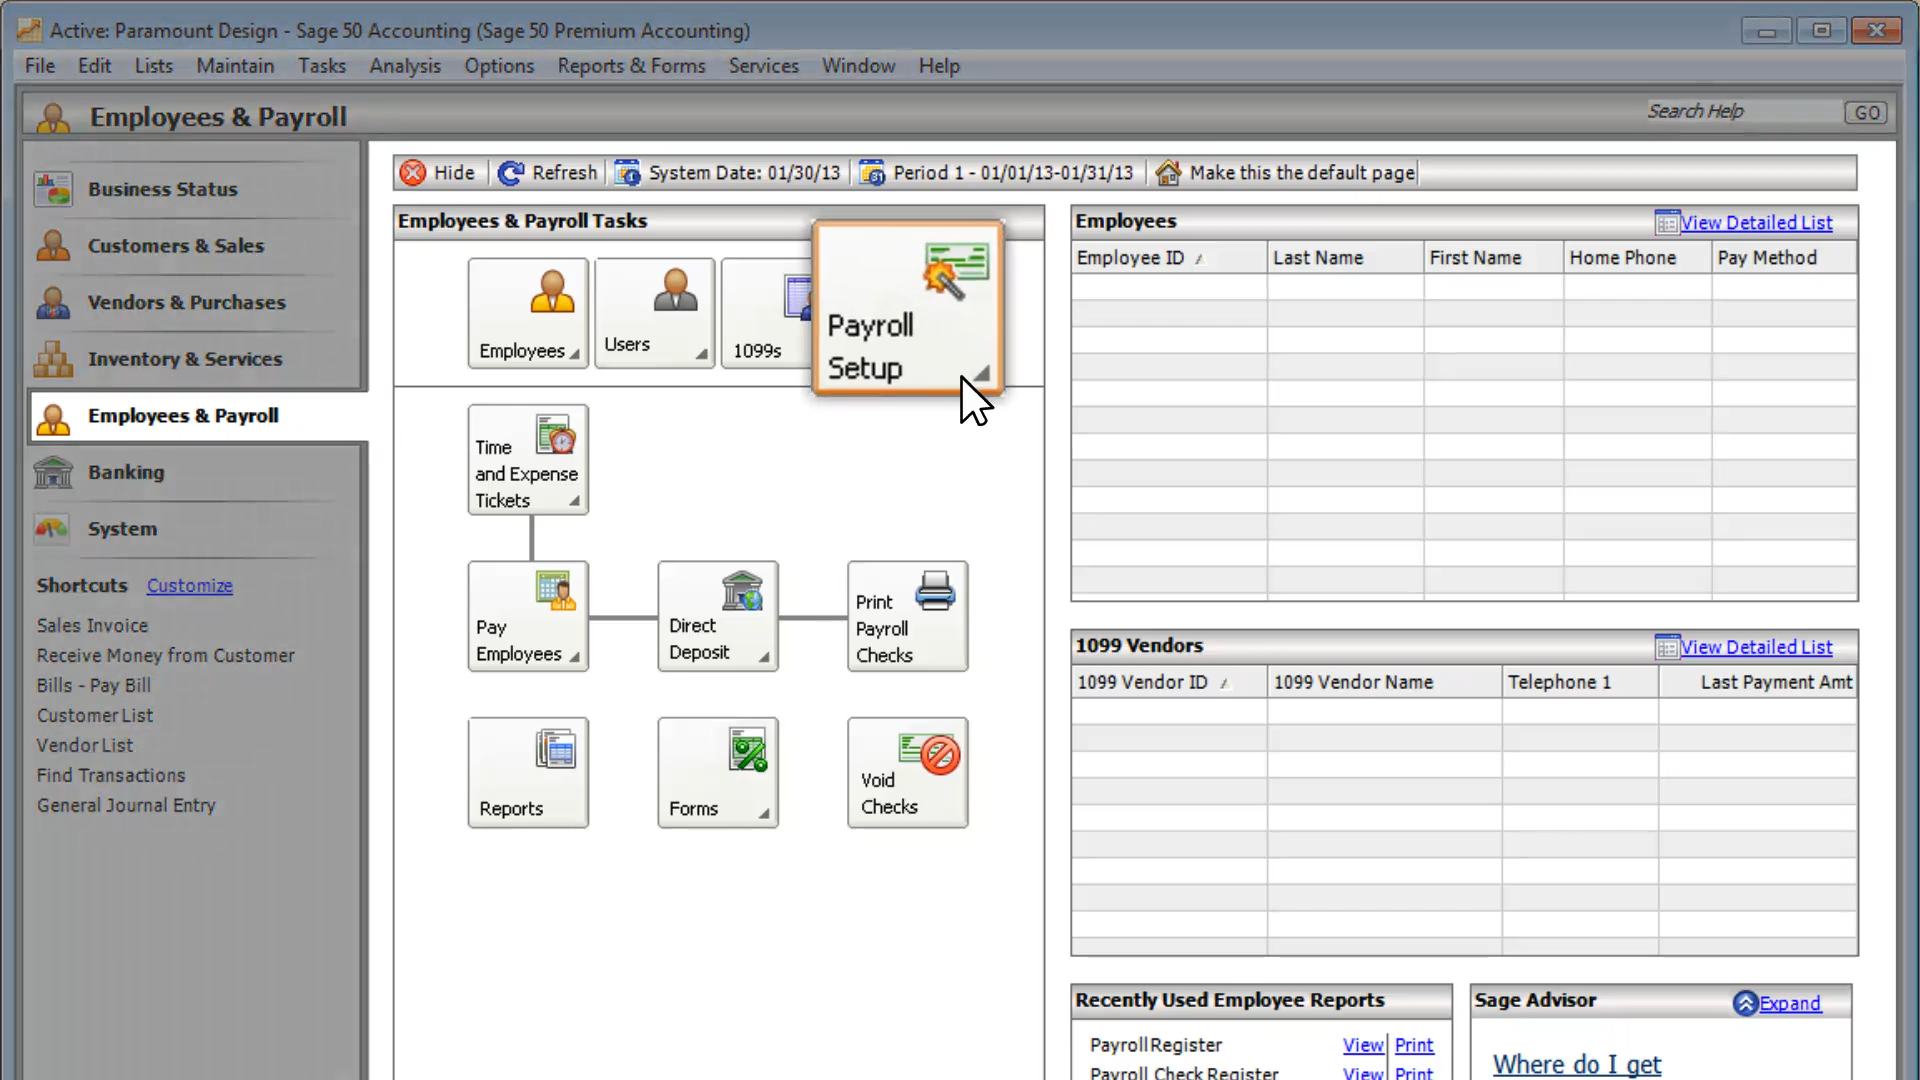 Active: Paramount Design - Sage 50 Accounting (Sage 50 Premium Accounting)
File Edit Lists Maintain Tasks Analysis Options Reports & Forms Services Window Help
Employees & Payroll
Search Help GO
Business Status
Customers & Sales
Vendors & Purchases
Inventory & Services
Employees & Payroll
Banking
System
Shortcuts Customize
Sales Invoice
Receive Money from Customer
Bills - Pay Bill
Customer List
Vendor List
Find Transactions
General Journal Entry
Hide Refresh System Date: 01/30/13 Period 1 - 01/01/13-01/31/13 Make this the default page
Employees & Payroll Tasks
Employees
Users
1099s
Payroll
Setup
Time
and Expense
Tickets
Pay
Employees
Direct
Deposit
Print
Payroll
Checks
Reports
Forms
Void
Checks
Employees View Detailed List
Employee ID Last Name First Name Home Phone Pay Method
1099 Vendors View Detailed List
1099 Vendor ID 1099 Vendor Name Telephone 1 Last Payment Amt
Recently Used Employee Reports
Payroll Register View Print
Payroll Check Register View Print
Sage Advisor Expand
Where do I get